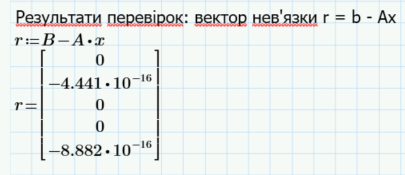 Результати перевірок: вектор нев'язки r = b - Ax
r:=B−A•x
r=[0
−4.441•10⁻¹⁶
0
0
−8.882•10⁻¹⁶]